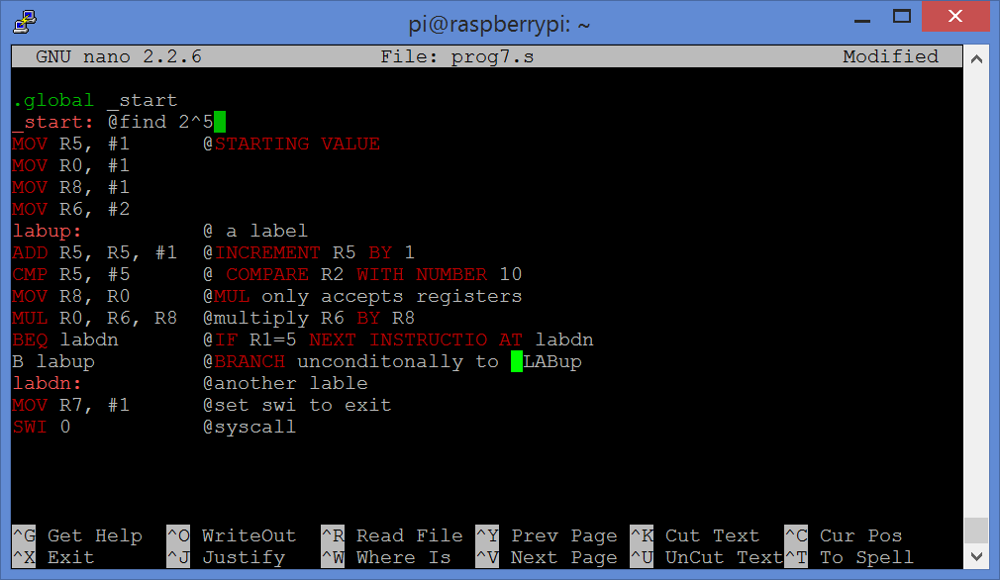 pi@raspberrypi: ~
GNU nano 2.2.6 File: prog7.s Modified
.global _start
_start: @find 2^5
MOV R5, #1 @STARTING VALUE
MOV R0, #1
MOV R8, #1
MOV R6, #2
labup: @ a label
ADD R5, R5, #1 @INCREMENT R5 BY 1
CMP R5, #5 @ COMPARE R2 WITH NUMBER 10
MOV R8, R0 @MUL only accepts registers
MUL R0, R6, R8 @multiply R6 BY R8
BEQ labdn @IF R1=5 NEXT INSTRUCTIO AT labdn
B labup @BRANCH unconditonally to LABup
labdn: @another lable
MOV R7, #1 @set swi to exit
SWI 0 @syscall
^G Get Help ^O WriteOut ^R Read File ^Y Prev Page ^K Cut Text ^C Cur Pos
^X Exit ^J Justify ^W Where Is ^V Next Page ^U UnCut Text ^T To Spell